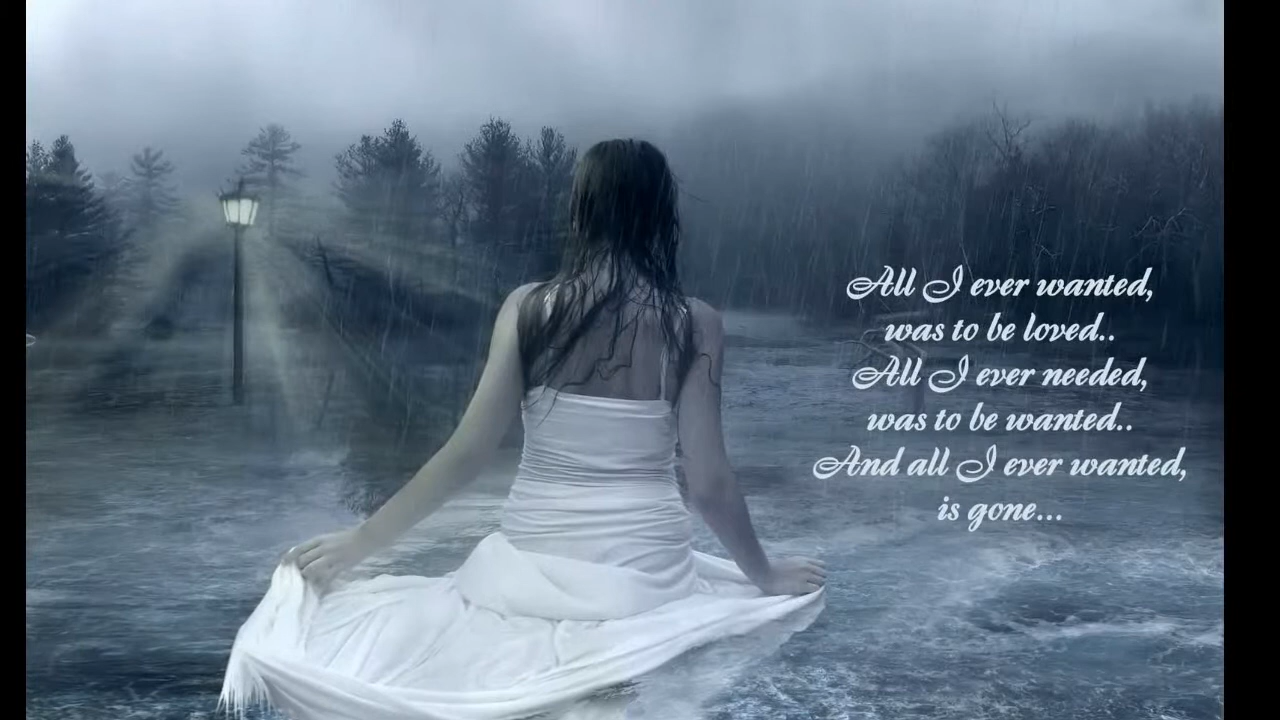 All I ever wanted,
was to be loved..
All I ever needed,
was to be wanted..
And all I ever wanted,
is gone...